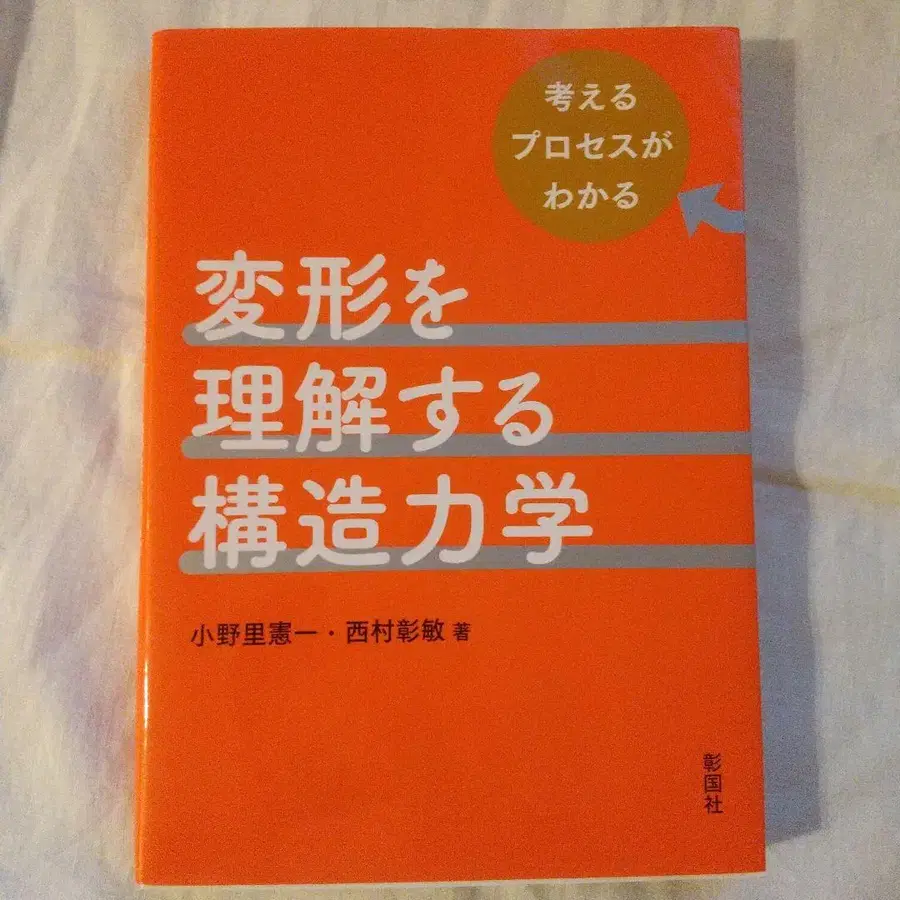 考える
プロセスが
わかる
変形を
理解する
構造力学
小野里憲一・西村彰敏 著
彰国社